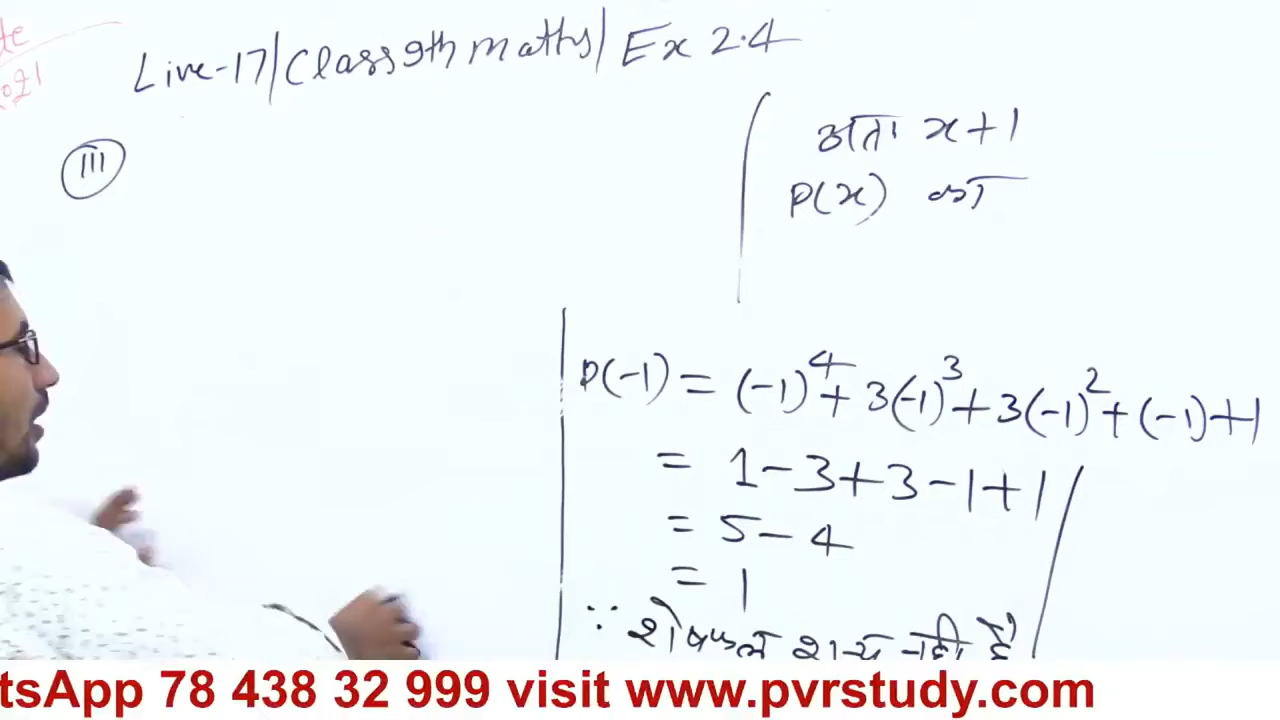 te
2021
Live-17/Class 9th maths/ Ex 2.4
III
अतः x+1
P(x) का
P(-1) = (-1)^4 + 3(-1)^3 + 3(-1)^2 + (-1) + 1
= 1 - 3 + 3 - 1 + 1
= 5 - 4
= 1
∵ शेषफल शून्य नहीं है
tsApp 78 438 32 999 visit www.pvrstudy.com